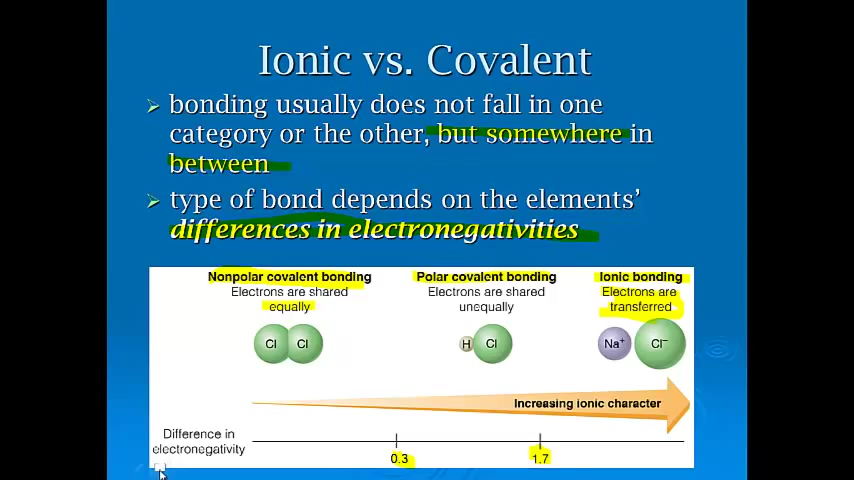 Ionic vs. Covalent
bonding usually does not fall in one
category or the other, but somewhere in
between
type of bond depends on the elements’
differences in electronegativities
Nonpolar covalent bonding
Electrons are shared
equally
Polar covalent bonding
Electrons are shared
unequally
Ionic bonding
Electrons are
transferred
Cl Cl
H Cl
Na⁺ Cl⁻
Increasing ionic character
Difference in
electronegativity
0.3 1.7